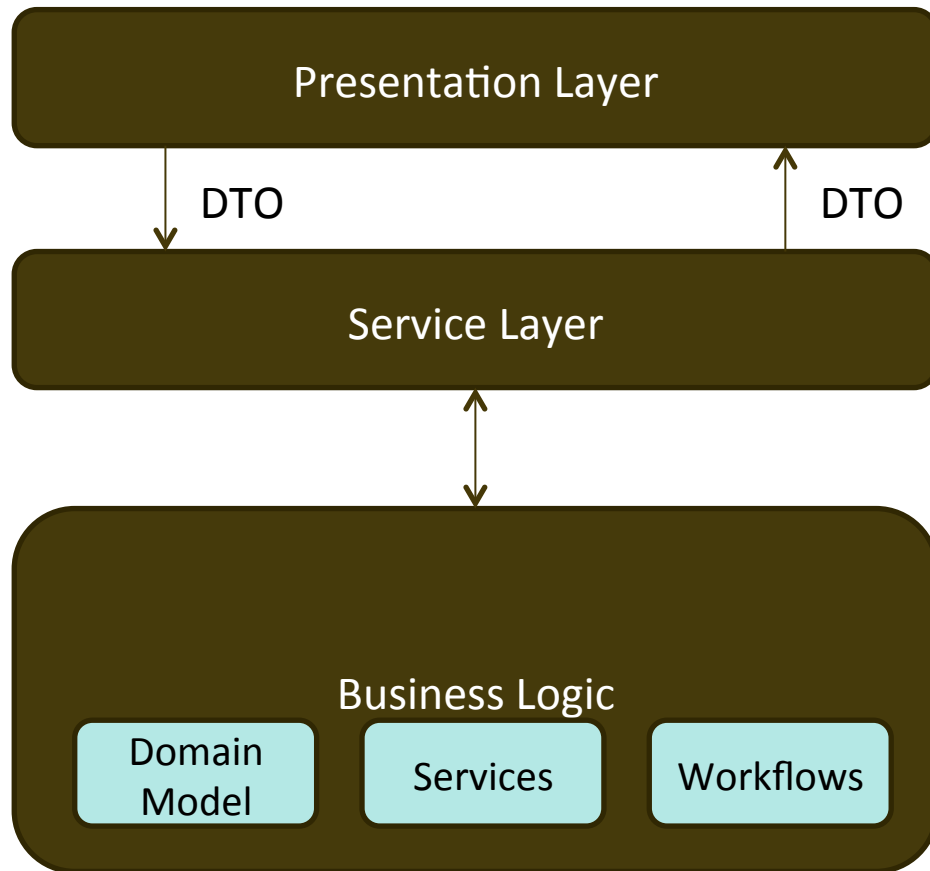 Presentation Layer
DTO
DTO
Service Layer
Business Logic
Domain
Model
Services
Workflows